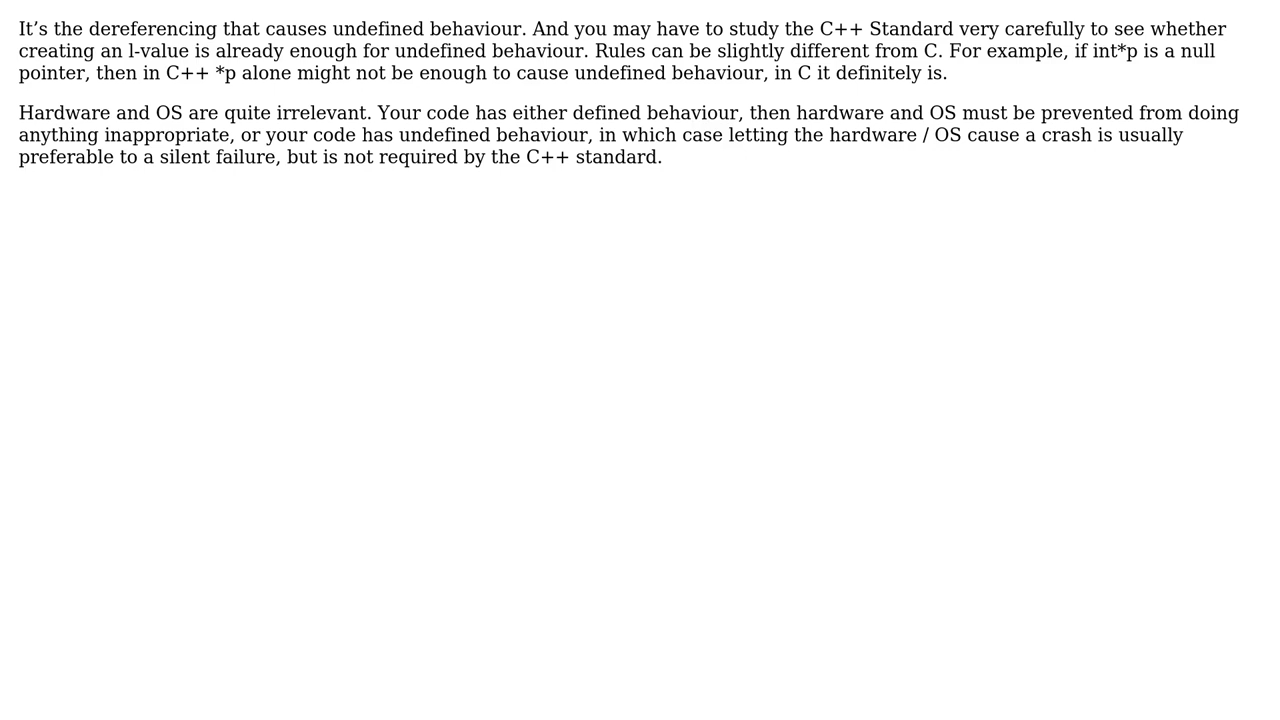 It’s the dereferencing that causes undefined behaviour. And you may have to study the C++ Standard very carefully to see whether
creating an l-value is already enough for undefined behaviour. Rules can be slightly different from C. For example, if int*p is a null
pointer, then in C++ *p alone might not be enough to cause undefined behaviour, in C it definitely is.
Hardware and OS are quite irrelevant. Your code has either defined behaviour, then hardware and OS must be prevented from doing
anything inappropriate, or your code has undefined behaviour, in which case letting the hardware / OS cause a crash is usually
preferable to a silent failure, but is not required by the C++ standard.